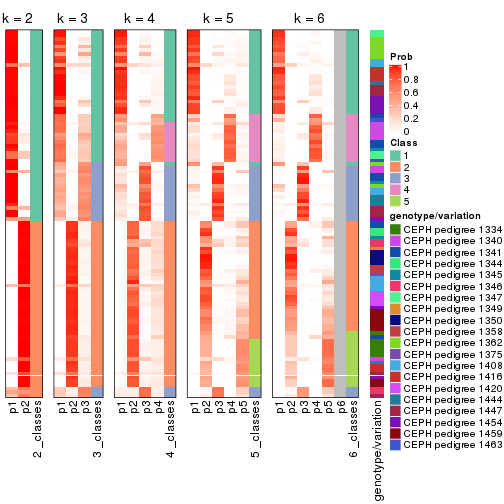 k = 2
k = 3
k = 4
k = 5
k = 6
p1
p2
2_classes
p1
p2
p3
3_classes
p1
p2
p3
p4
4_classes
p1
p2
p3
p4
p5
5_classes
p1
p2
p3
p4
p5
p6
6_classes
genotype/variation
Prob
1
0.8
0.6
0.4
0.2
0
Class
1
2
3
4
5
genotype/variation
CEPH pedigree 1334
CEPH pedigree 1340
CEPH pedigree 1341
CEPH pedigree 1344
CEPH pedigree 1345
CEPH pedigree 1346
CEPH pedigree 1347
CEPH pedigree 1349
CEPH pedigree 1350
CEPH pedigree 1358
CEPH pedigree 1362
CEPH pedigree 1375
CEPH pedigree 1408
CEPH pedigree 1416
CEPH pedigree 1420
CEPH pedigree 1444
CEPH pedigree 1447
CEPH pedigree 1454
CEPH pedigree 1459
CEPH pedigree 1463